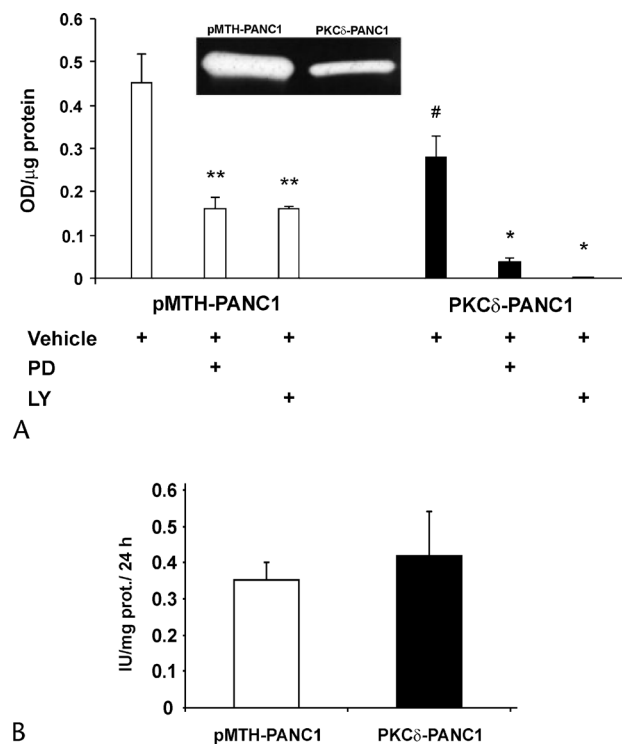 0.6
pMTH-PANC1 PKCδ-PANC1
0.5
0.4
#
0.3
OD/µg protein
** **
0.2
* *
0.1
0
pMTH-PANC1 PKCδ-PANC1
Vehicle + + + + + +
PD + +
LY + +
A
0.6
0.5
0.4
0.3
0.2
0.1
0
IU/mg prot./ 24 h
pMTH-PANC1 PKCδ-PANC1
B